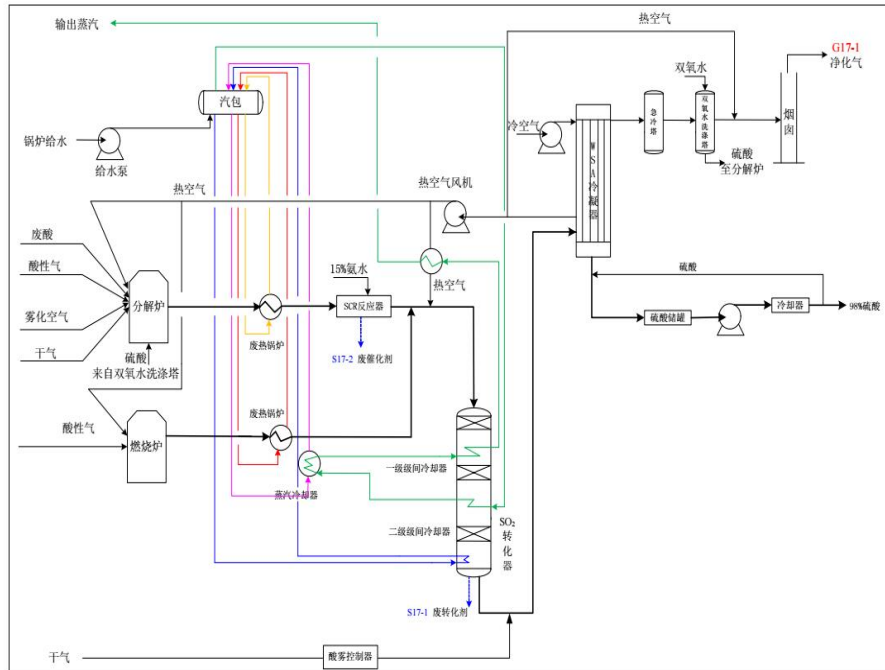 输出蒸汽
热空气
G17-1
净化气
双氧水
汽包
急冷塔
双氧水洗涤塔
烟囱
冷空气
锅炉给水
给水泵
WSA冷凝器
硫酸
至分解炉
热空气
热空气风机
废酸
酸性气
15%氨水
热空气
硫酸
分解炉
SCR反应器
雾化空气
硫酸储罐
冷却器
98%硫酸
干气
硫酸
来自双氧水洗涤塔
废热锅炉
S17-2 废催化剂
废热锅炉
酸性气
燃烧炉
一级级间冷却器
蒸汽冷却器
二级级间冷却器
SO₂转化器
S17-1 废转化剂
干气
酸雾控制器